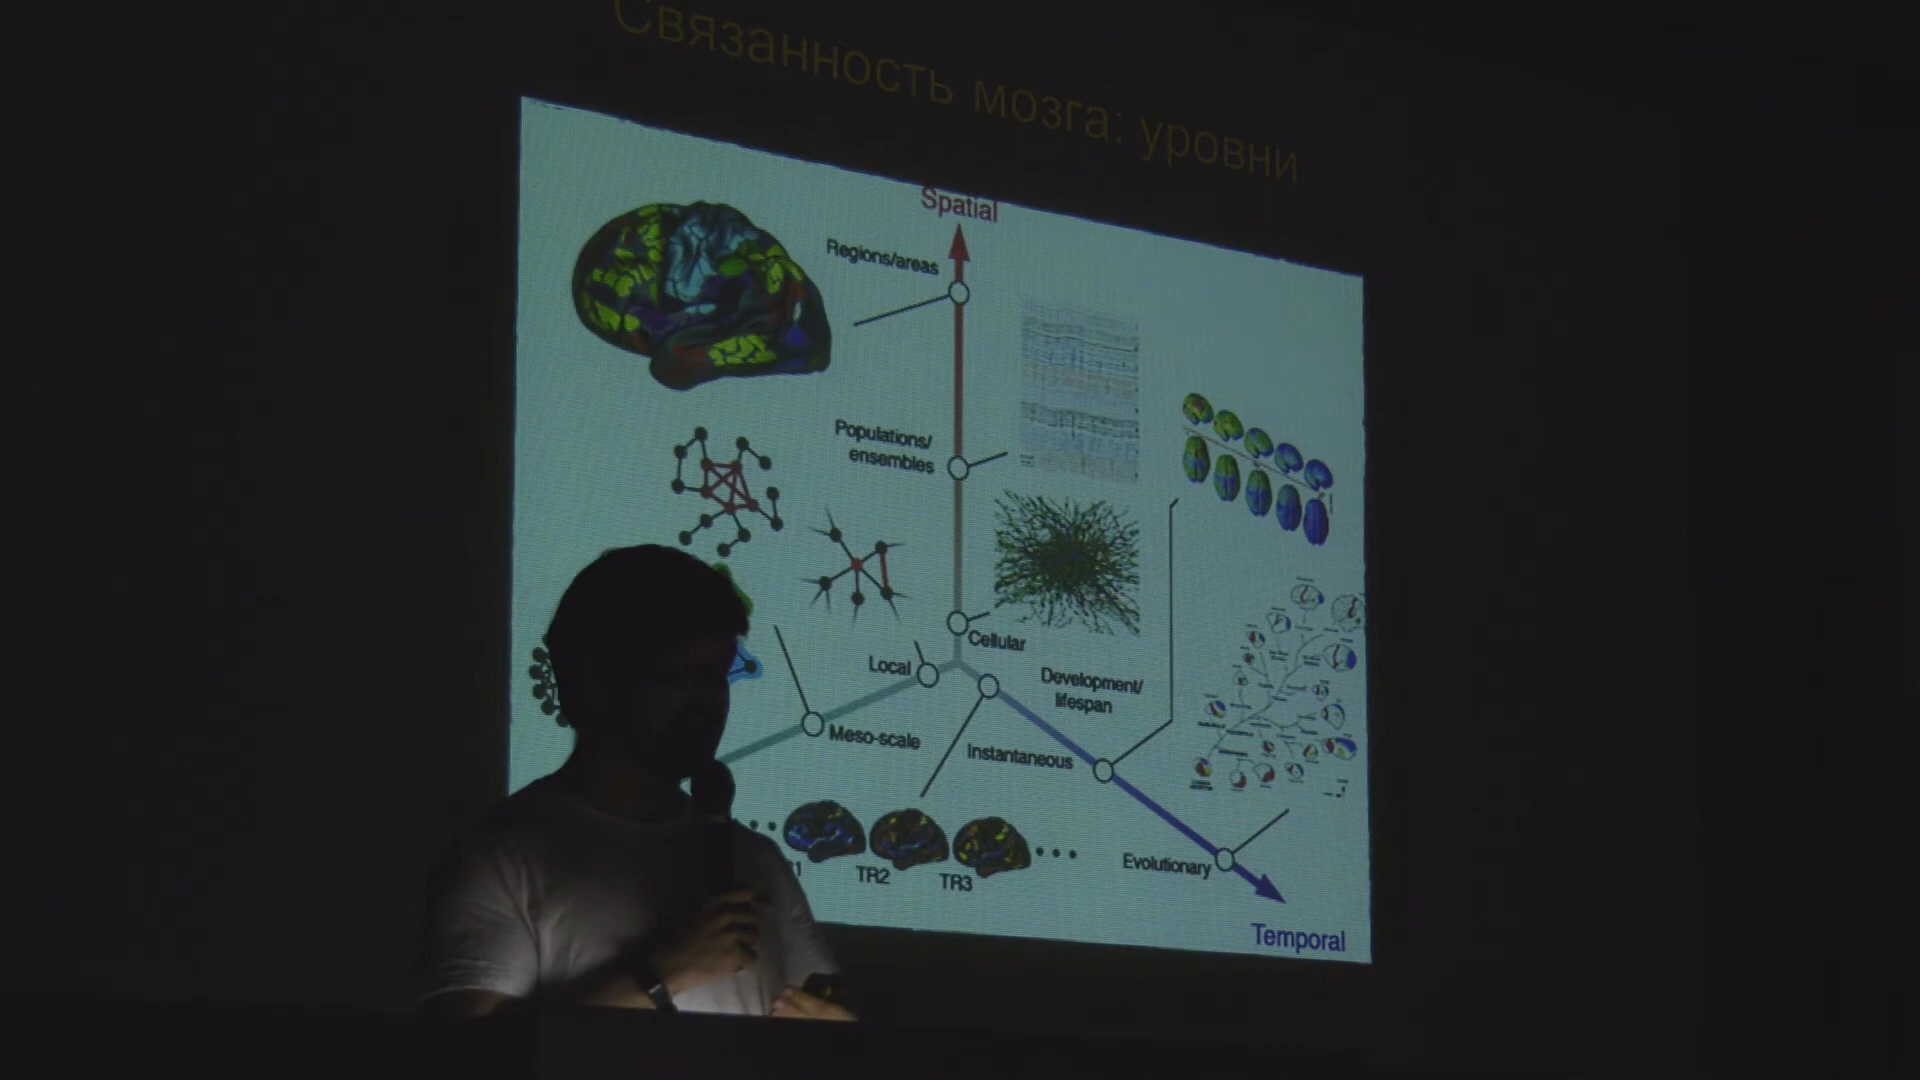 Связанность мозга: уровни
Spatial
Regions/areas
Populations/
ensembles
Cellular
Local
Development/
lifespan
Meso-scale
Instantaneous
TR2
TR3
Evolutionary
Temporal